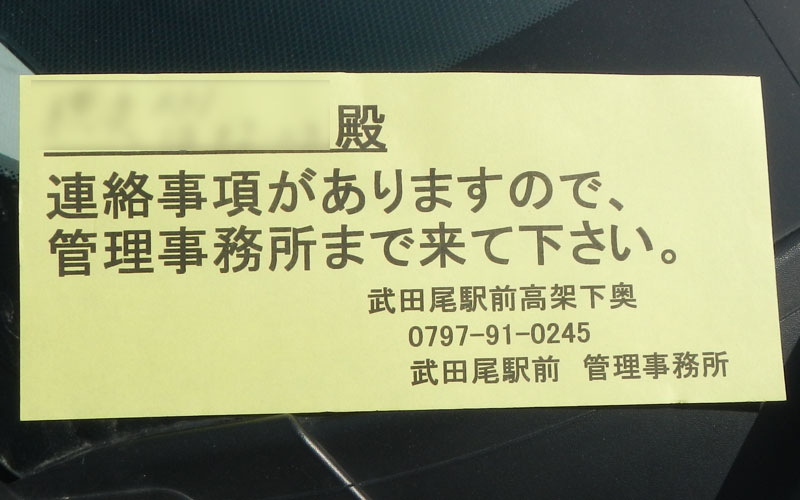 殿
連絡事項がありますので、
管理事務所まで来て下さい。
武田尾駅前高架下奥
0797-91-0245
武田尾駅前 管理事務所